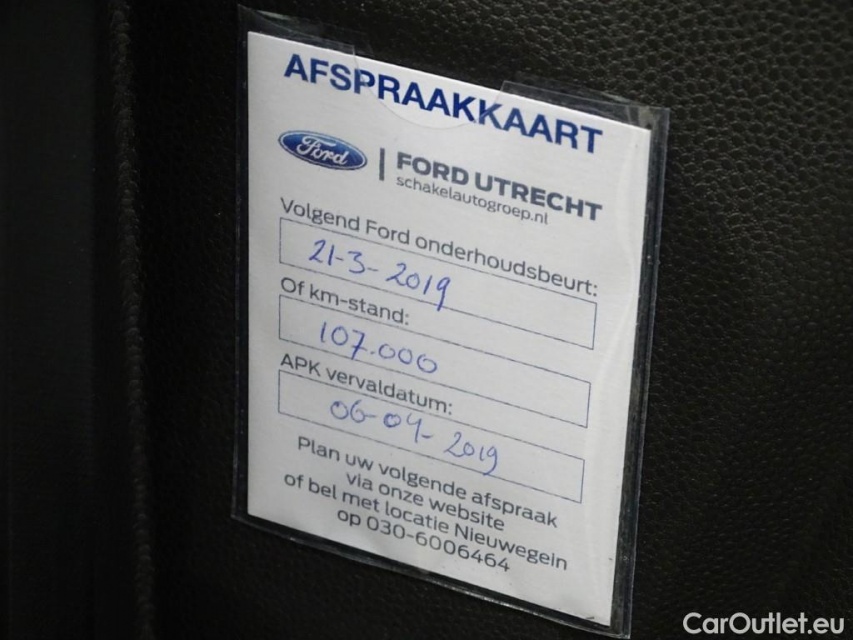 AFSPRAAKKAART
Ford | FORD UTRECHT
schakelautogroep.nl
Volgend Ford onderhoudsbeurt:
21-3-2019
Of km-stand:
107.000
APK vervaldatum:
06-04-2019
Plan uw volgende afspraak
via onze website
of bel met locatie Nieuwegein
op 030-6006464
CarOutlet.eu